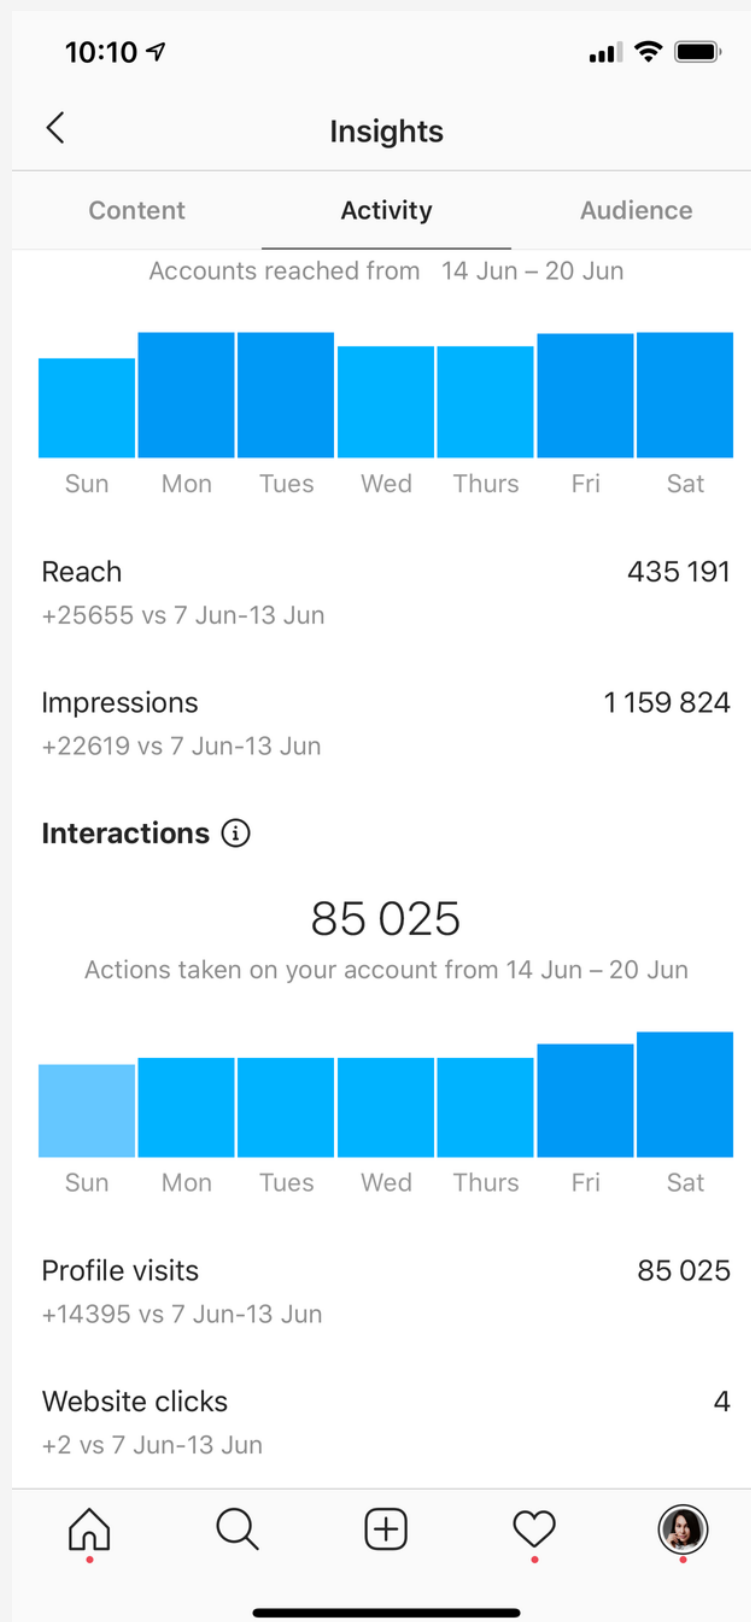 10:10
Insights
Content Activity Audience
Accounts reached from 14 Jun – 20 Jun
Sun Mon Tues Wed Thurs Fri Sat
Reach 435 191
+25655 vs 7 Jun-13 Jun
Impressions 1 159 824
+22619 vs 7 Jun-13 Jun
Interactions
85 025
Actions taken on your account from 14 Jun – 20 Jun
Sun Mon Tues Wed Thurs Fri Sat
Profile visits 85 025
+14395 vs 7 Jun-13 Jun
Website clicks 4
+2 vs 7 Jun-13 Jun